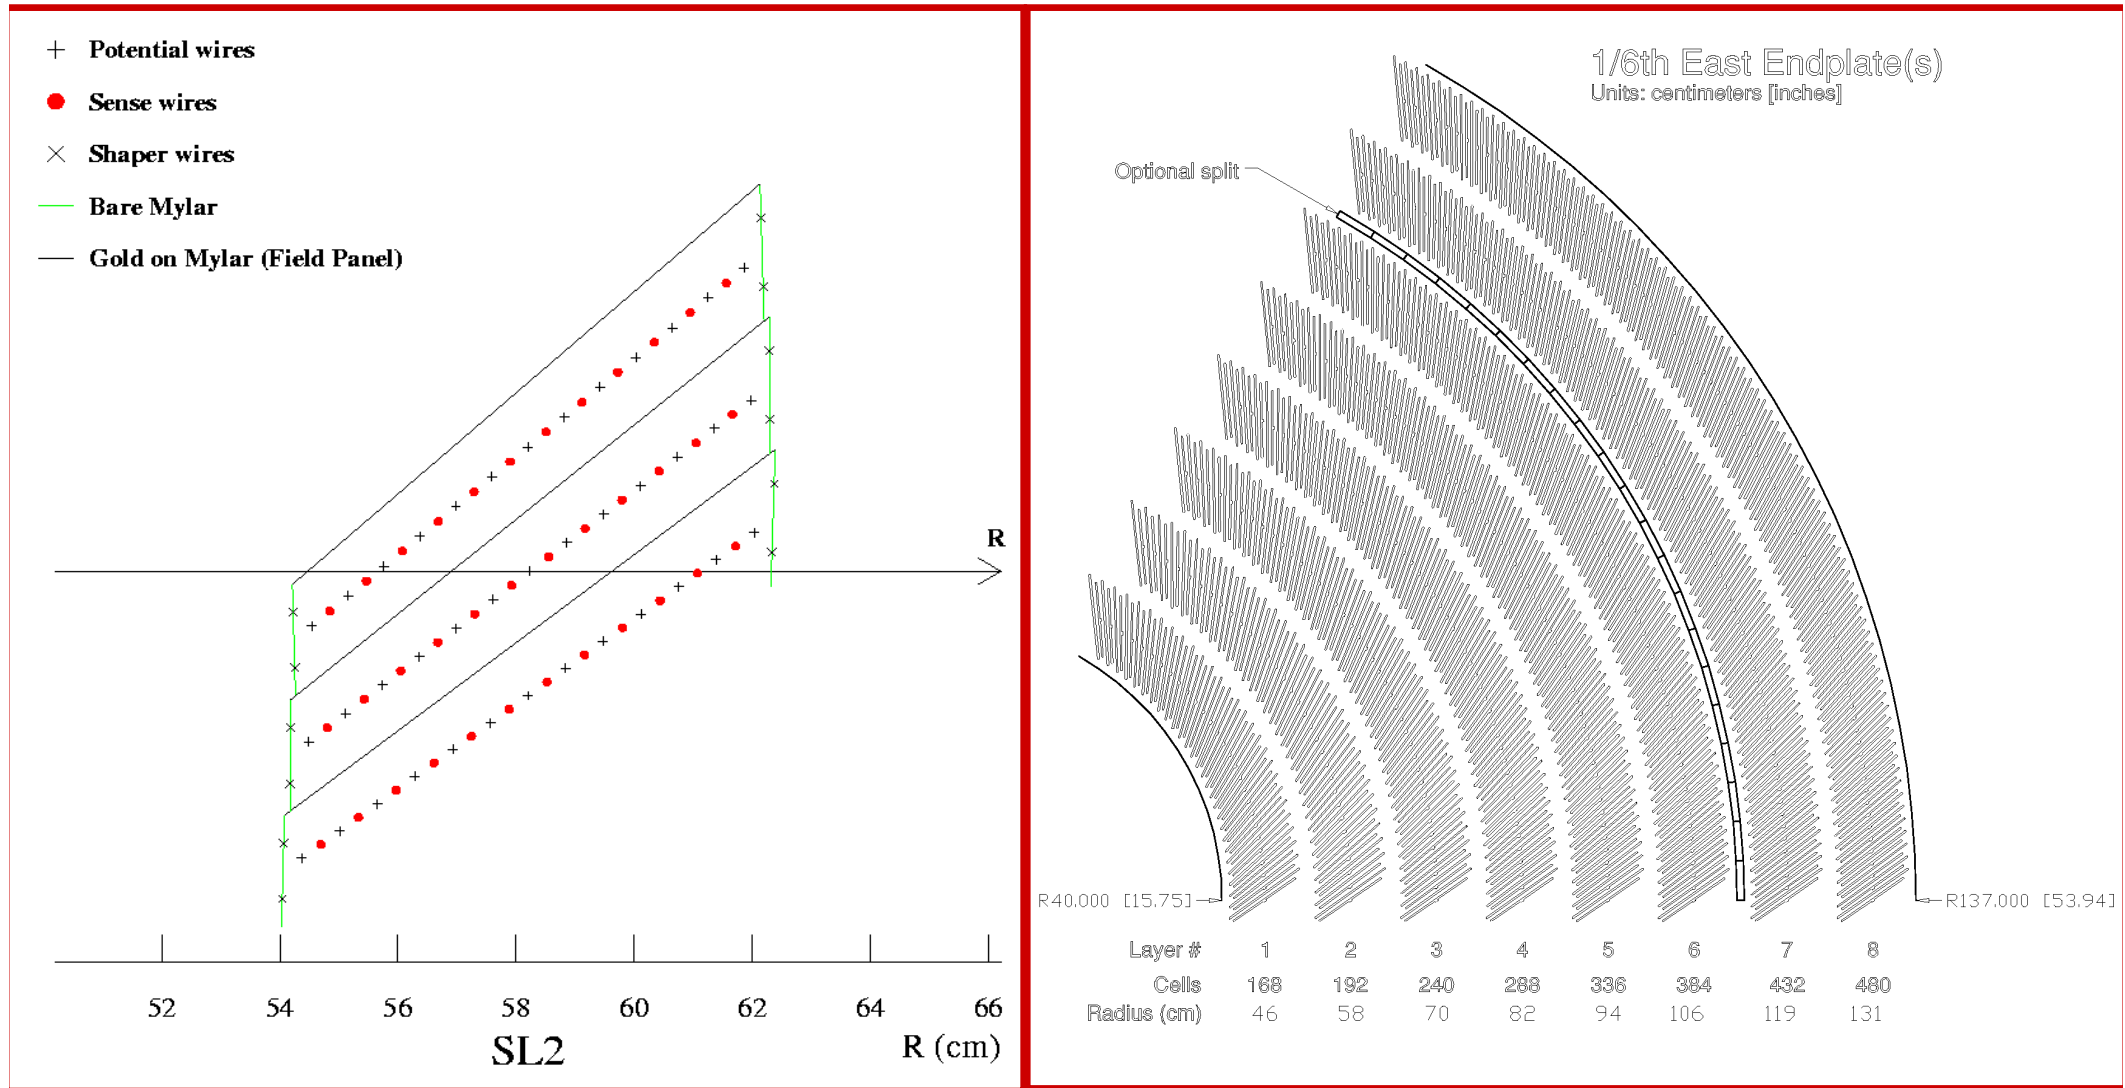 Potential wires
Sense wires
Shaper wires
Bare Mylar
Gold on Mylar (Field Panel)
R
52 54 56 58 60 62 64 66
SL2
R (cm)
1/6th East Endplate(s)
Units: centimeters [inches]
Optional split
R40.000 [15.75]
R137.000 [53.94]
Layer # 1 2 3 4 5 6 7 8
Cells 168 192 240 288 336 384 432 480
Radius (cm) 46 58 70 82 94 106 119 131